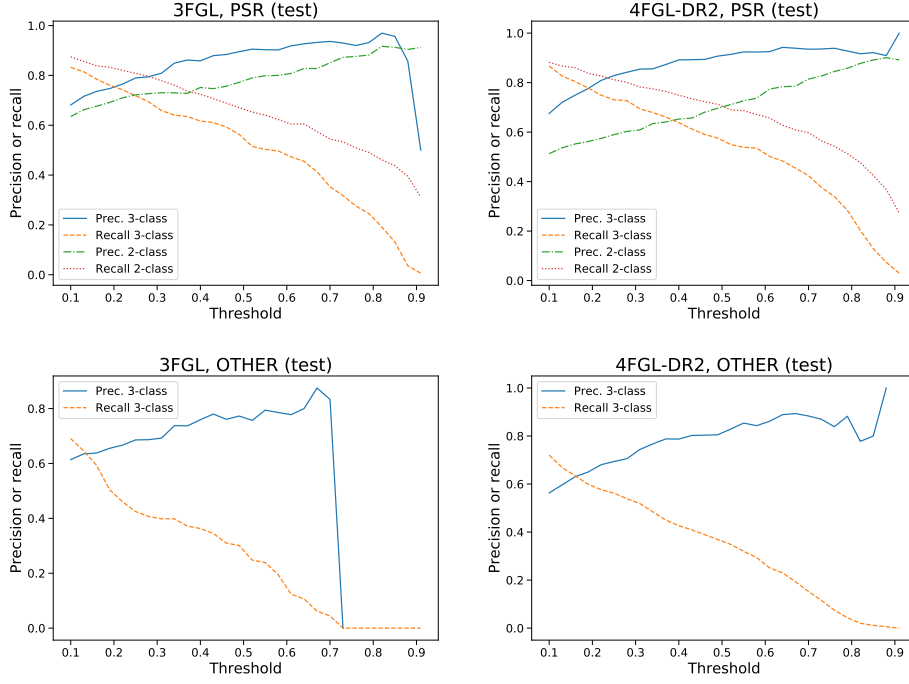 3FGL, PSR (test)
1.0
0.8
0.6
0.4
0.2
0.0
Precision or recall
Prec. 3-class
Recall 3-class
Prec. 2-class
Recall 2-class
0.1 0.2 0.3 0.4 0.5 0.6 0.7 0.8 0.9
Threshold
4FGL-DR2, PSR (test)
1.0
0.8
0.6
0.4
0.2
0.0
Precision or recall
Prec. 3-class
Recall 3-class
Prec. 2-class
Recall 2-class
0.1 0.2 0.3 0.4 0.5 0.6 0.7 0.8 0.9
Threshold
3FGL, OTHER (test)
0.8
0.6
0.4
0.2
0.0
Precision or recall
Prec. 3-class
Recall 3-class
0.1 0.2 0.3 0.4 0.5 0.6 0.7 0.8 0.9
Threshold
4FGL-DR2, OTHER (test)
1.0
0.8
0.6
0.4
0.2
0.0
Precision or recall
Prec. 3-class
Recall 3-class
0.1 0.2 0.3 0.4 0.5 0.6 0.7 0.8 0.9
Threshold